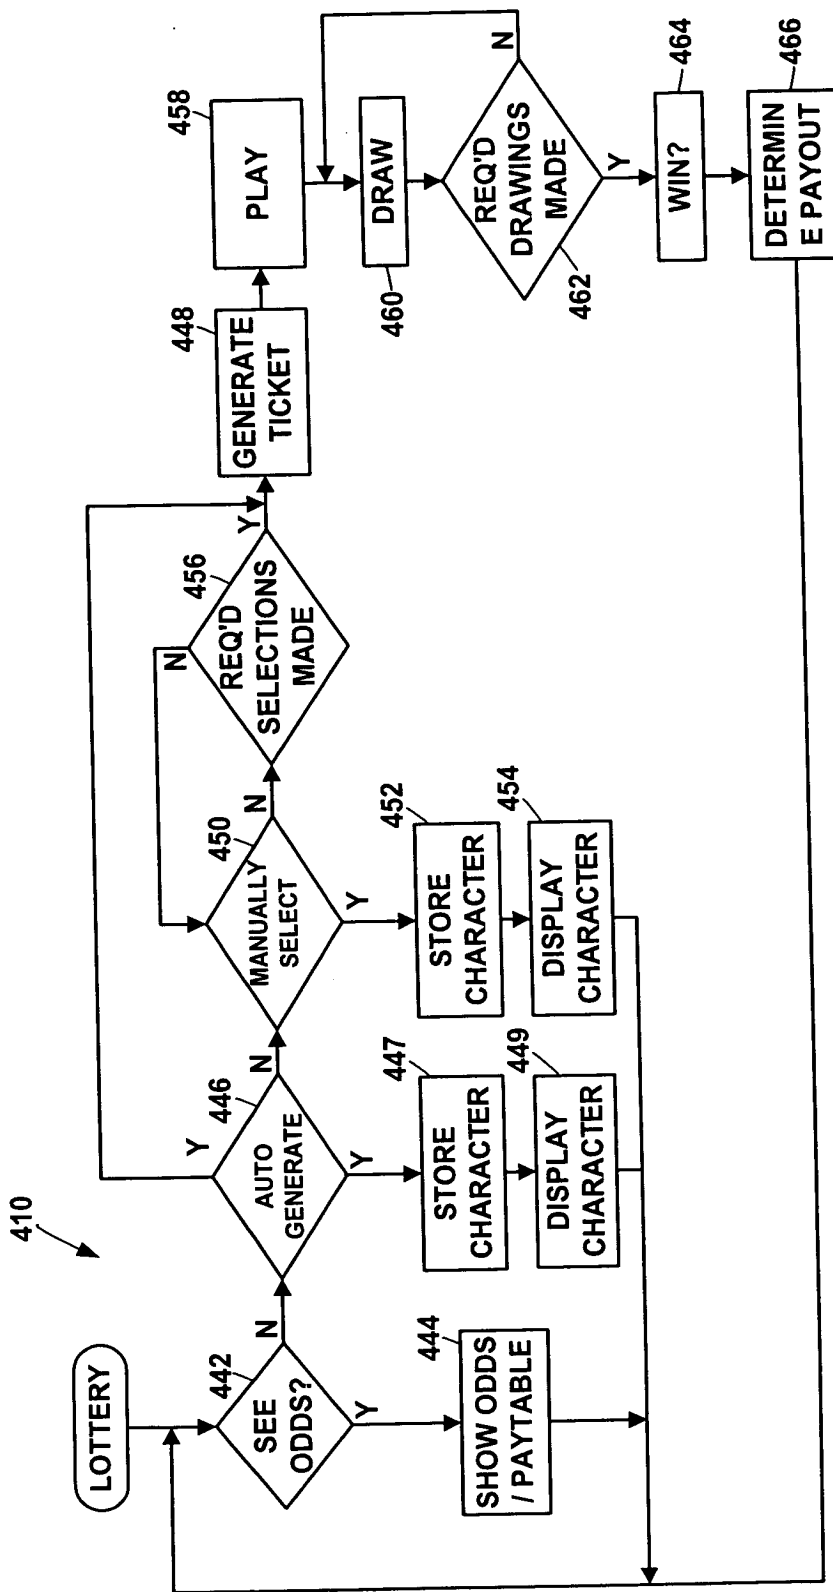 410
LOTTERY
442
SEE
ODDS?
Y
N
444
SHOW ODDS
/ PAYTABLE
446
AUTO
GENERATE
Y
Y
N
447
STORE
CHARACTER
449
DISPLAY
CHARACTER
450
MANUALLY
SELECT
Y
N
452
STORE
CHARACTER
454
DISPLAY
CHARACTER
456
REQ'D
SELECTIONS
MADE
N
Y
448
GENERATE
TICKET
458
PLAY
460
DRAW
462
REQ'D
DRAWINGS
MADE
N
Y
464
WIN?
466
DETERMIN
E PAYOUT